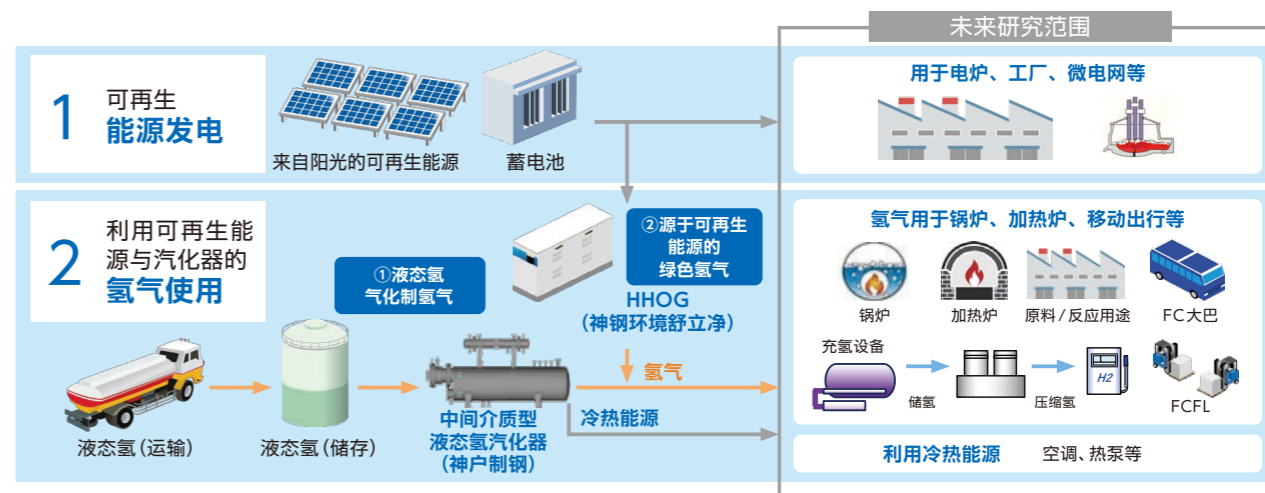 未来研究范围
1
可再生
能源发电
来自阳光的可再生能源
蓄电池
用于电炉、工厂、微电网等
2
利用可再生能
源与汽化器的
氢气使用
①液态氢
气化制氢气
②源于可再生
能源的
绿色氢气
HHOG
(神钢环境舒立净)
氢气
液态氢(运输)
液态氢(储存)
中间介质型
液态氢汽化器
(神户制钢)
冷热能源
氢气用于锅炉、加热炉、移动出行等
锅炉
加热炉
原料/反应用途
FC大巴
充氢设备
储氢
压缩氢
H2
FCFL
利用冷热能源
空调、热泵等